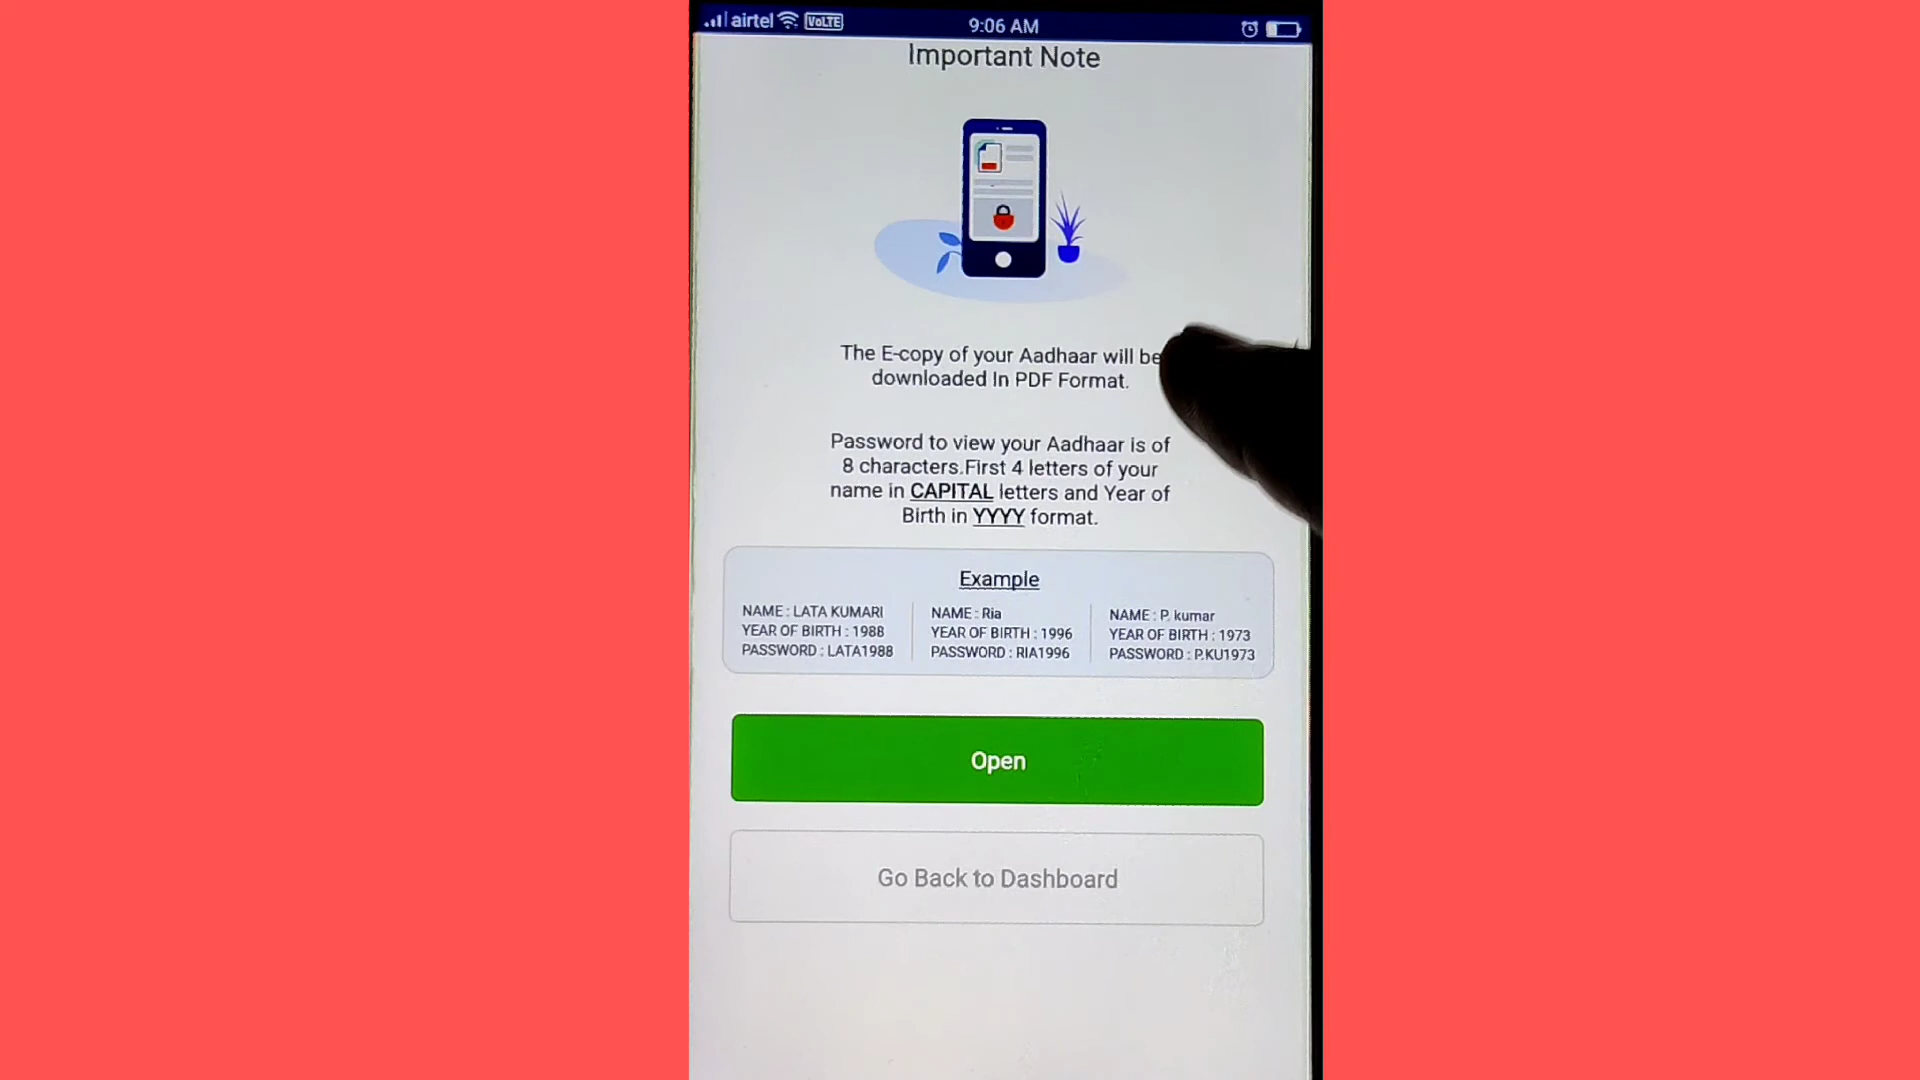 airtel VoLTE 9:06 AM
Important Note
The E-copy of your Aadhaar will be
downloaded In PDF Format.
Password to view your Aadhaar is of
8 characters.First 4 letters of your
name in CAPITAL letters and Year of
Birth in YYYY format.
Example
NAME : LATA KUMARI
YEAR OF BIRTH : 1988
PASSWORD : LATA1988
NAME : Ria
YEAR OF BIRTH : 1996
PASSWORD : RIA1996
NAME : P. kumar
YEAR OF BIRTH : 1973
PASSWORD : P.KU1973
Open
Go Back to Dashboard